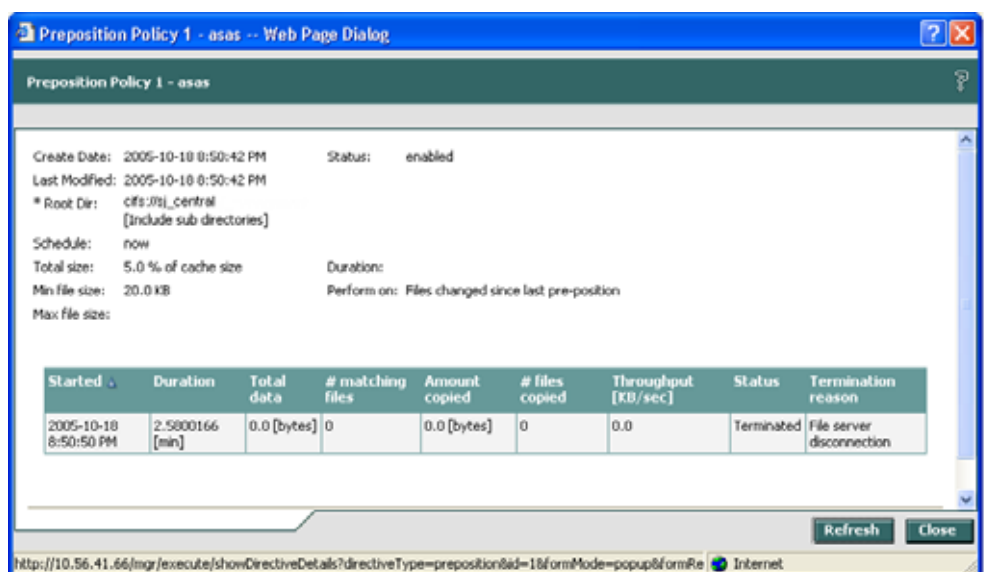 Preposition Policy 1 - asas -- Web Page Dialog
Preposition Policy 1 - asas
?
Create Date: 2005-10-18 8:50:42 PM Status: enabled
Last Modified: 2005-10-18 8:50:42 PM
* Root Dir: cifs://sj_central
[Include sub directories]
Schedule: now
Total size: 5.0 % of cache size Duration:
Min file size: 20.0 KB Perform on: Files changed since last pre-position
Max file size:
Started Duration Total data # matching files Amount copied # files copied Throughput [KB/sec] Status Termination reason
2005-10-18 8:50:50 PM 2.5800166 [min] 0.0 [bytes] 0 0.0 [bytes] 0 0.0 Terminated File server disconnection
Refresh Close
http://10.56.41.66/mgr/execute/showDirectiveDetails?directiveType=preposition&id=1&formMode=popup&formRe Internet